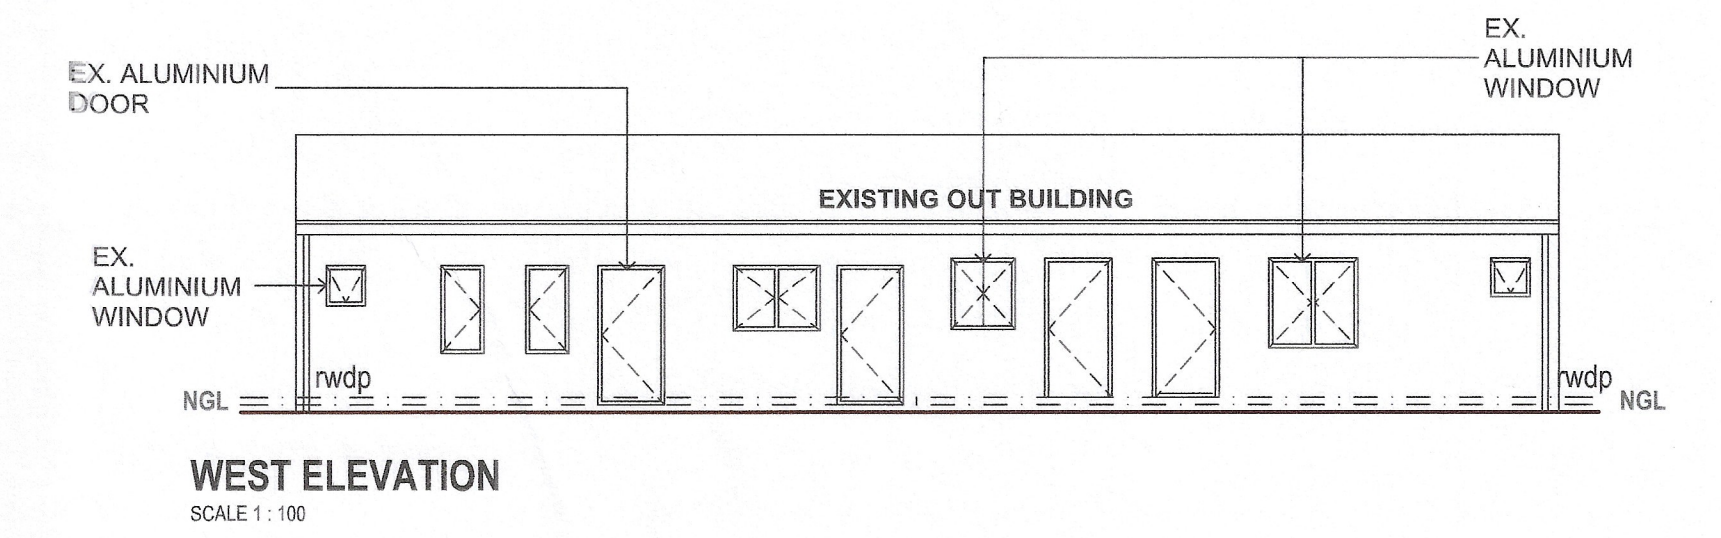 EX.
ALUMINIUM
WINDOW
EX. ALUMINIUM
DOOR
EXISTING OUT BUILDING
EX.
ALUMINIUM
WINDOW
rwdp
rwdp
NGL
NGL
WEST ELEVATION
SCALE 1 : 100